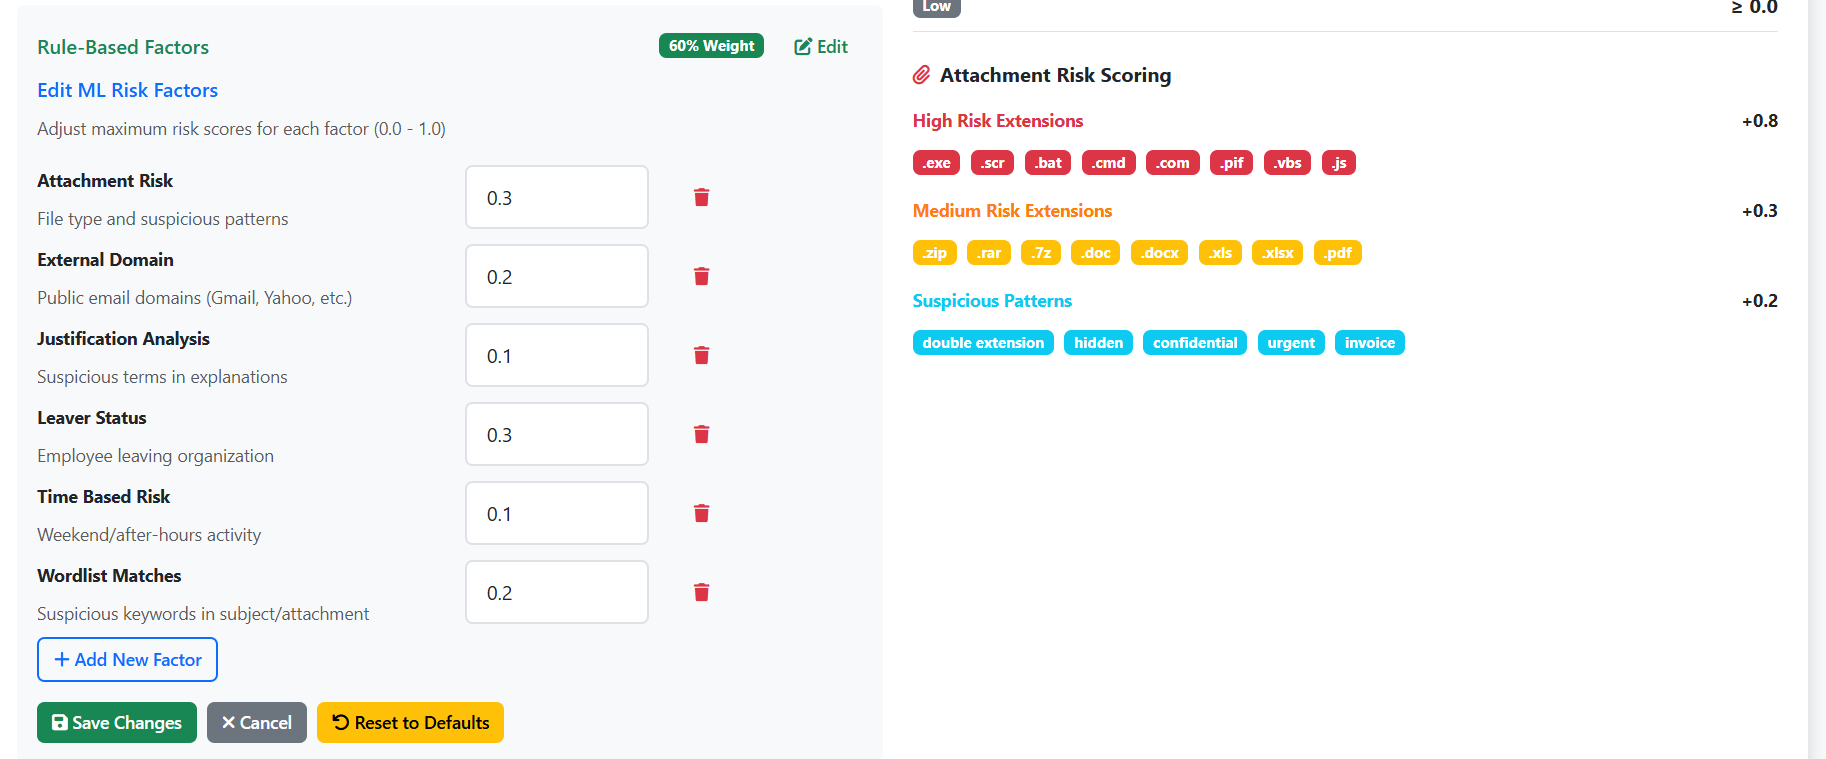 Rule-Based Factors
60% Weight
Edit
Edit ML Risk Factors
Adjust maximum risk scores for each factor (0.0 - 1.0)
Attachment Risk
File type and suspicious patterns
0.3
External Domain
Public email domains (Gmail, Yahoo, etc.)
0.2
Justification Analysis
Suspicious terms in explanations
0.1
Leaver Status
Employee leaving organization
0.3
Time Based Risk
Weekend/after-hours activity
0.1
Wordlist Matches
Suspicious keywords in subject/attachment
0.2
+ Add New Factor
Save Changes
× Cancel
Reset to Defaults
Low
≥ 0.0
Attachment Risk Scoring
High Risk Extensions
+0.8
.exe .scr .bat .cmd .com .pif .vbs .js
Medium Risk Extensions
+0.3
.zip .rar .7z .doc .docx .xls .xlsx .pdf
Suspicious Patterns
+0.2
double extension hidden confidential urgent invoice